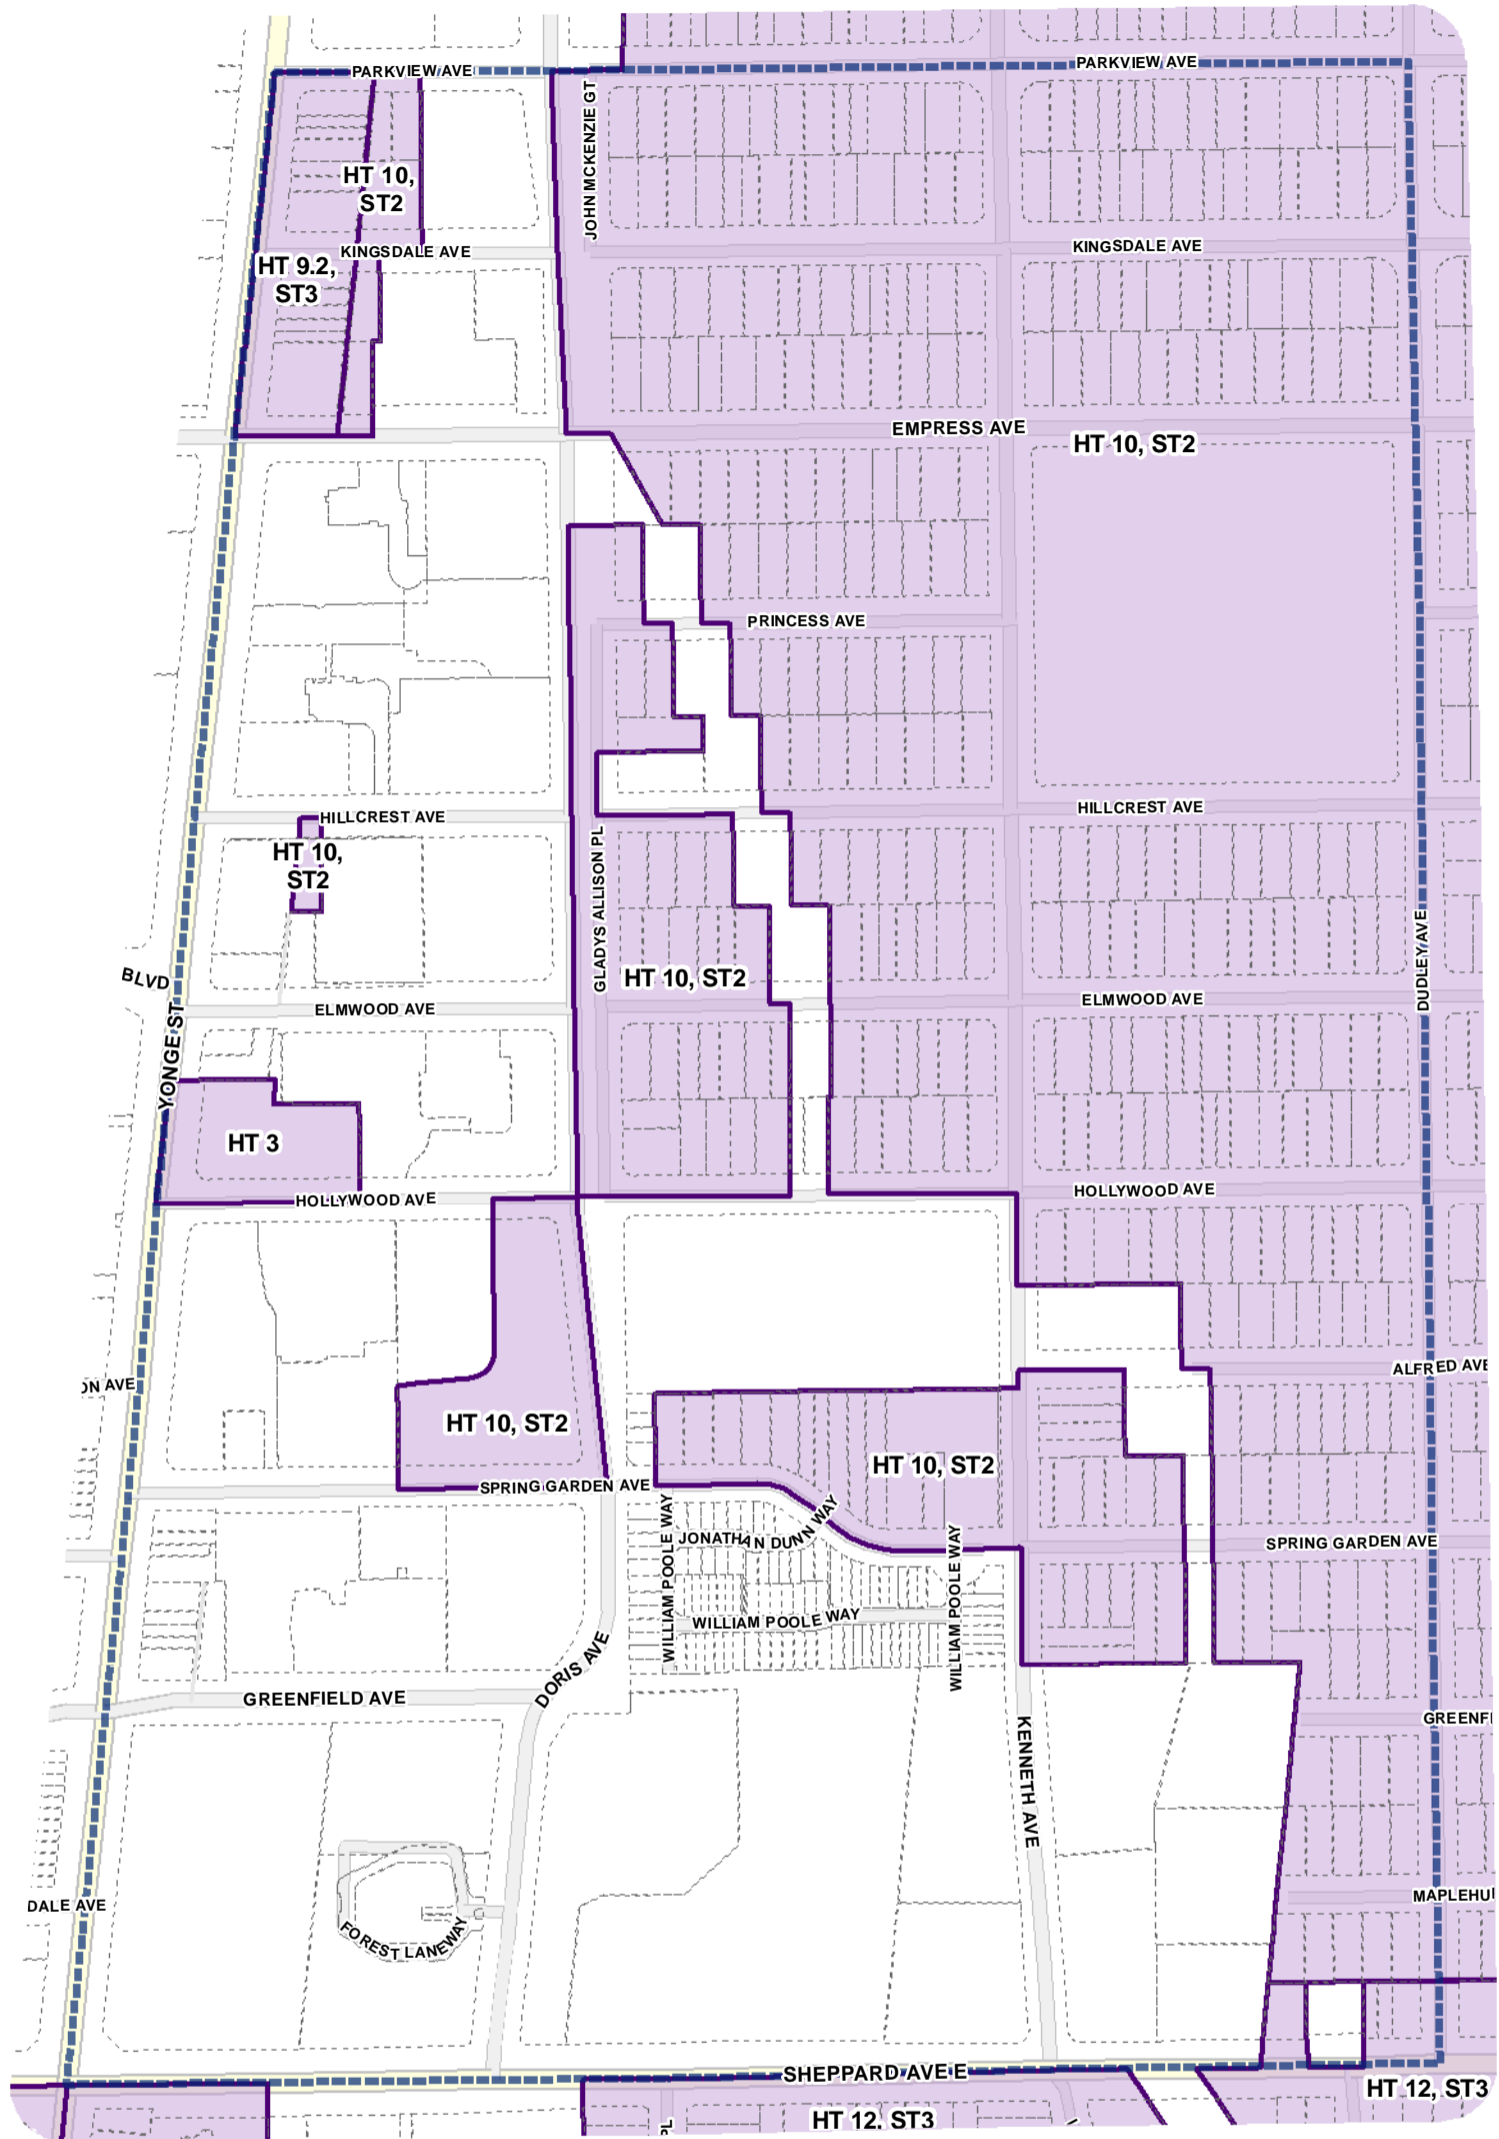 PARKVIEW AVE
PARKVIEW AVE
JOHN MCKENZIE GT
HT 10,
ST2
KINGSDALE AVE
KINGSDALE AVE
HT 9.2,
ST3
EMPRESS AVE
HT 10, ST2
PRINCESS AVE
HILLCREST AVE
HILLCREST AVE
HT 10,
ST2
GLADYS ALLISON PL
HT 10, ST2
DUDLEY AVE
BLVD
YONGE ST
ELMWOOD AVE
ELMWOOD AVE
HT 3
HOLLYWOOD AVE
HOLLYWOOD AVE
ALFRED AVE
ON AVE
HT 10, ST2
HT 10, ST2
SPRING GARDEN AVE
WILLIAM POOLE WAY
JONATHAN DUNN WAY
WILLIAM POOLE WAY
WILLIAM POOLE WAY
SPRING GARDEN AVE
DORIS AVE
GREENFIELD AVE
GREENFI
KENNETH AVE
DALE AVE
FOREST LANEWAY
MAPLEHU
SHEPPARD AVE E
HT 12, ST3
HT 12, ST3
PL